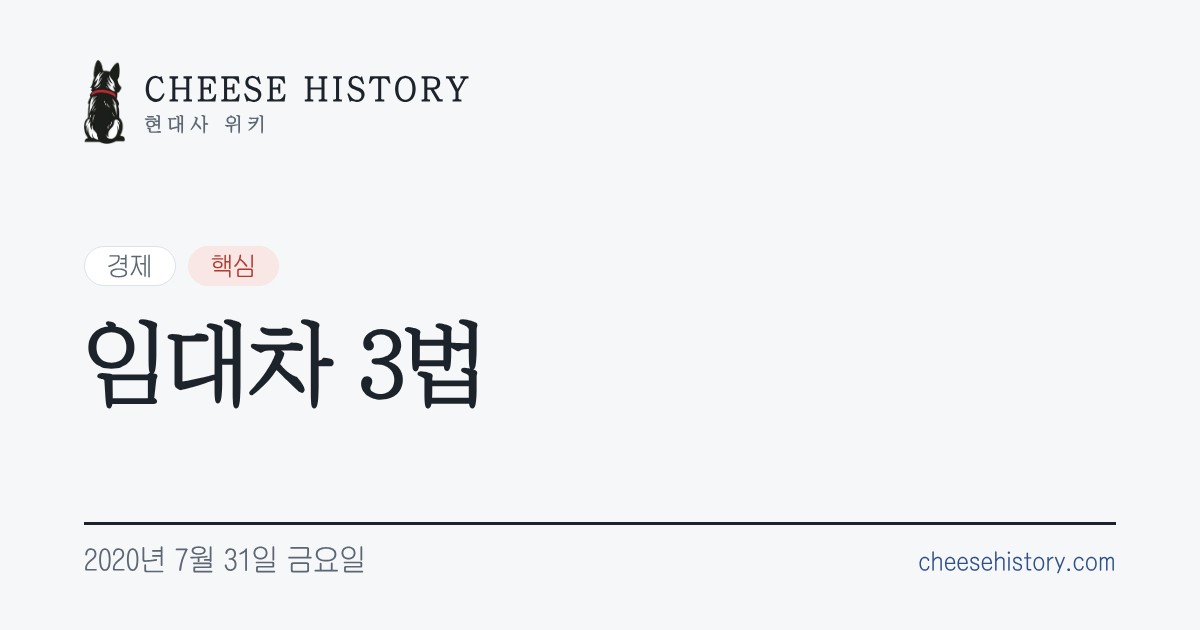 CHEESE HISTORY
현대사 위키
경제 핵심
임대차 3법
2020년 7월 31일 금요일
cheesehistory.com